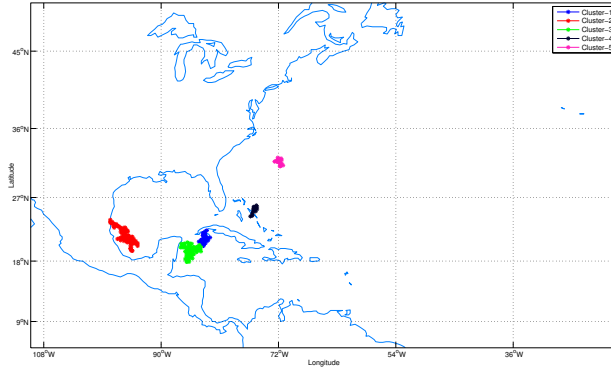 Cluster-1
Cluster-2
Cluster-3
Cluster-4
Cluster-5
45°N
36°N
27°N
18°N
9°N
Latitude
108°W
90°W
72°W
54°W
36°W
Longitude